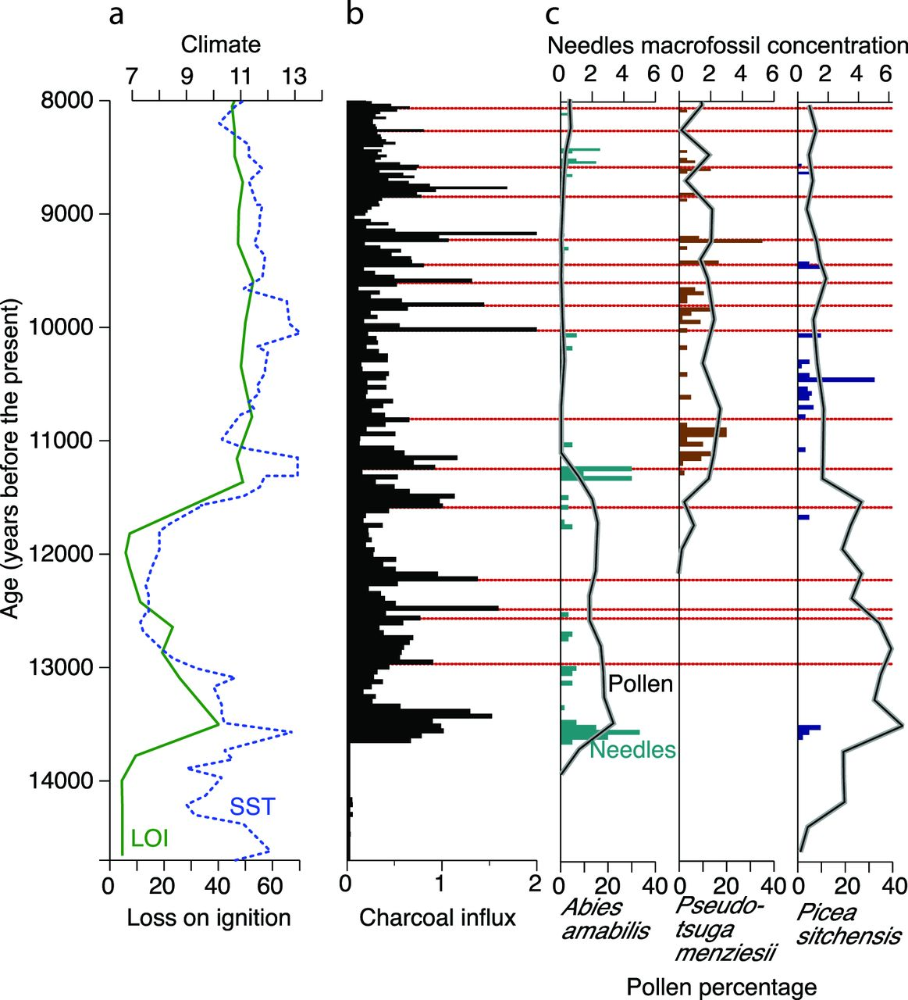 a
b
c
Climate
Needles macrofossil concentration
7 9 11 13
0 2 4 6 0 2 4 6 0 2 4 6
8000
9000
10000
11000
12000
13000
14000
Age (years before the present)
Pollen
Needles
SST
LOI
0 20 40 60
0 1 2
0 20 40 0 20 40 0 20 40
Loss on ignition
Charcoal influx
Abies
amabilis
Pseudo-
tsuga
menziesii
Picea
sitchensis
Pollen percentage